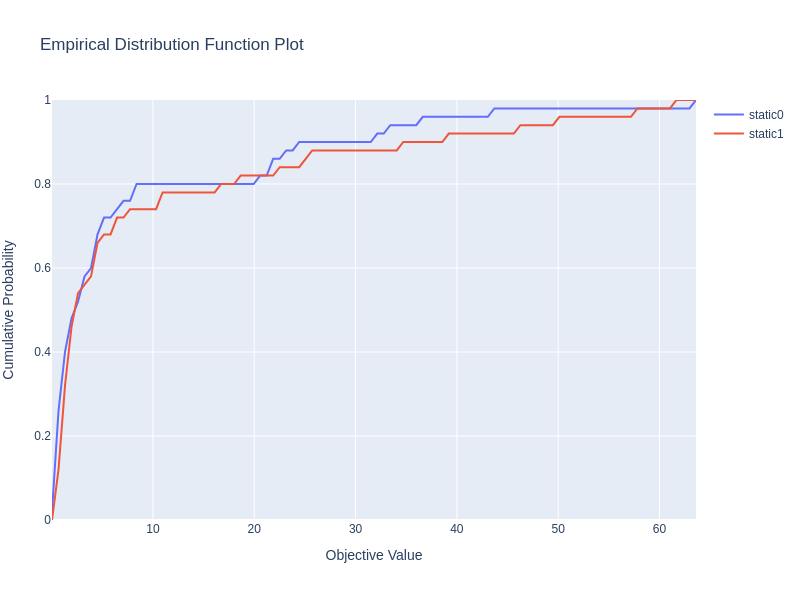 Empirical Distribution Function Plot
static0
static1
Cumulative Probability
1
0.8
0.6
0.4
0.2
0
10
20
30
40
50
60
Objective Value